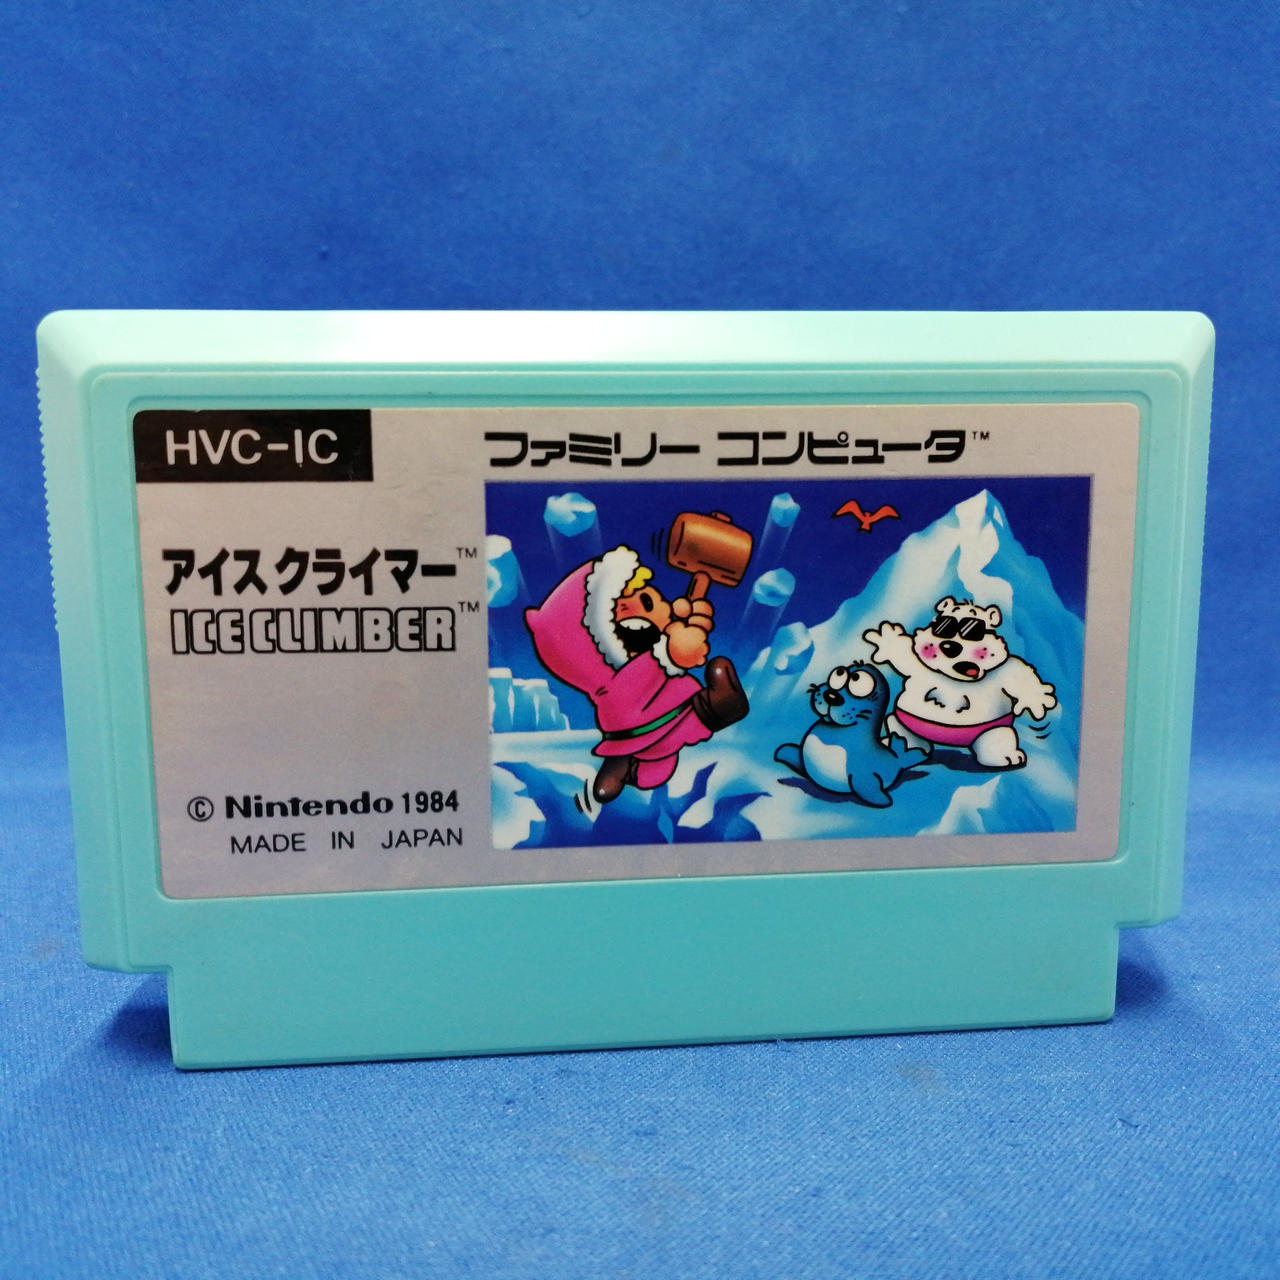 HVC-IC
ファミリー コンピュータ™
アイスクライマー™
ICE CLIMBER™
© Nintendo 1984
MADE IN JAPAN